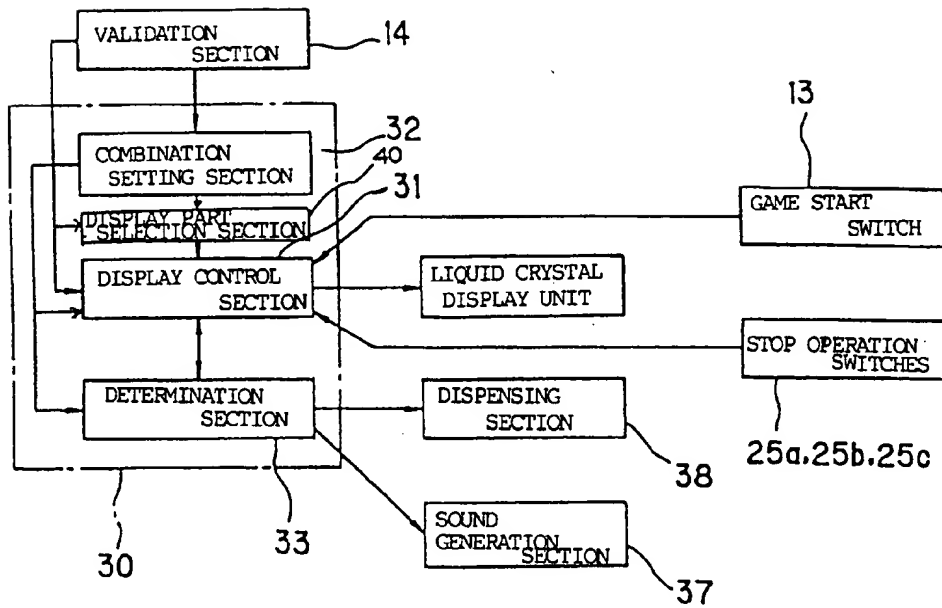 VALIDATION
SECTION
14
COMBINATION
SETTING SECTION
32
40
DISPLAY PART
SELECTION SECTION
31
DISPLAY CONTROL
SECTION
LIQUID CRYSTAL
DISPLAY UNIT
13
GAME START
SWITCH
STOP OPERATION
SWITCHES
25a.25b.25c
DETERMINATION
SECTION
DISPENSING
SECTION
38
30
33
SOUND
GENERATION
SECTION
37